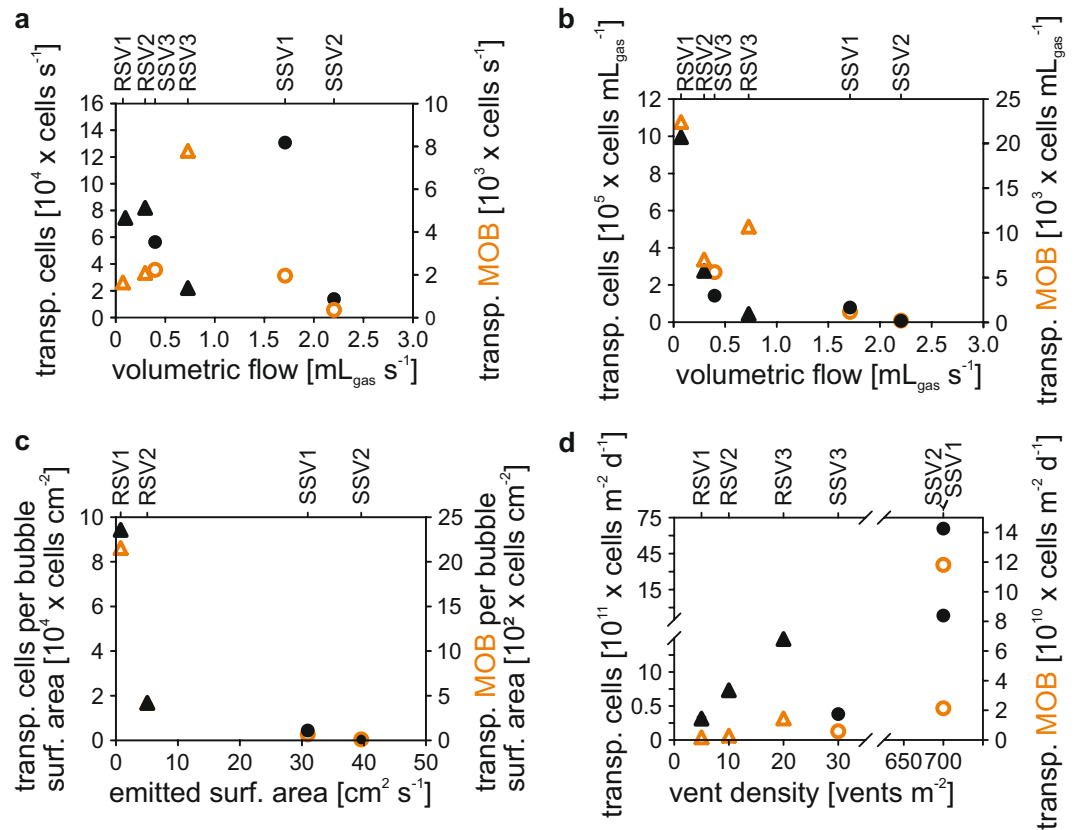 a
RSV1
RSV2
SSV3
RSV3
SSV1
SSV2
16
14
12
10
8
6
4
2
0
10
8
6
4
2
0
0
0.5
1.0
1.5
2.0
2.5
3.0
transp. cells [10⁴ x cells s⁻¹]
transp. MOB [10³ x cells s⁻¹]
volumetric flow [mL_gas s⁻¹]
b
RSV1
RSV2
SSV3
RSV3
SSV1
SSV2
12
10
8
6
4
2
0
25
20
15
10
5
0
0
0.5
1.0
1.5
2.0
2.5
3.0
transp. cells [10⁵ x cells mL_gas⁻¹]
transp. MOB [10³ x cells mL_gas⁻¹]
volumetric flow [mL_gas s⁻¹]
c
RSV1
RSV2
SSV1
SSV2
10
8
6
4
2
0
25
20
15
10
5
0
0
10
20
30
40
50
transp. cells per bubble
surf. area [10⁴ x cells cm⁻²]
transp. MOB per bubble
surf. area [10² x cells cm⁻²]
emitted surf. area [cm² s⁻¹]
d
RSV1
RSV2
RSV3
SSV3
SSV2
SSV1
75
45
15
10
0.5
0
14
12
10
8
6
4
2
0
0
10
20
30
650
700
transp. cells [10¹¹ x cells m⁻² d⁻¹]
transp. MOB [10¹⁰ x cells m⁻² d⁻¹]
vent density [vents m⁻²]